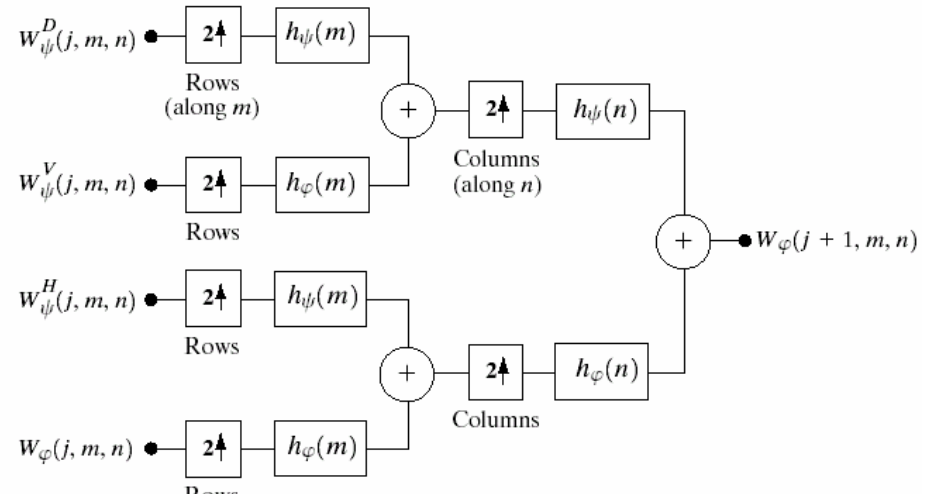 W_ψ^D(j, m, n) 2↑ h_ψ(m)
Rows
(along m)
+ 2↑ h_ψ(n)
Columns
(along n)
W_ψ^V(j, m, n) 2↑ h_φ(m)
Rows
+ W_φ(j + 1, m, n)
W_ψ^H(j, m, n) 2↑ h_ψ(m)
Rows
+ 2↑ h_φ(n)
Columns
W_φ(j, m, n) 2↑ h_φ(m)
Rows